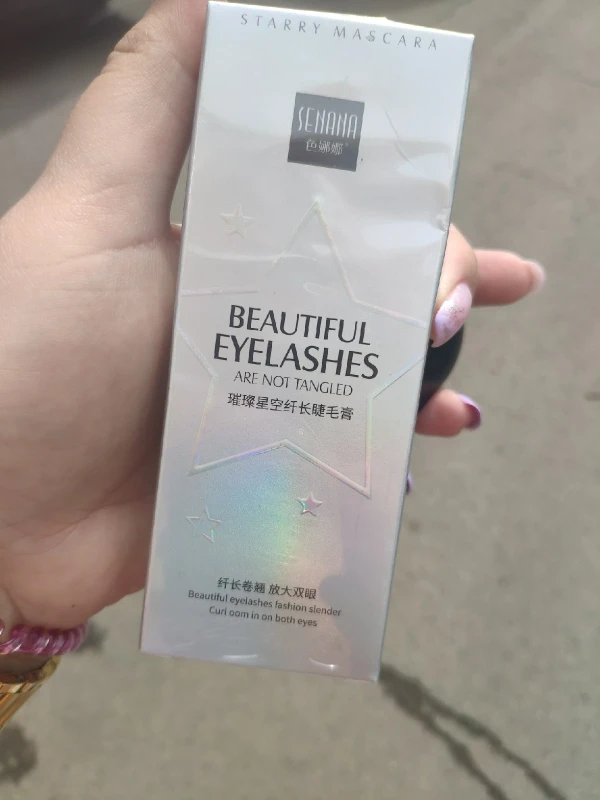 STARRY MASCARA
SENANA
色娜娜
BEAUTIFUL
EYELASHES
ARE NOT TANGLED
璀璨星空纤长睫毛膏
纤长卷翘 放大双眼
Beautiful eyelashes fashion slender
Curl oom in on both eyes